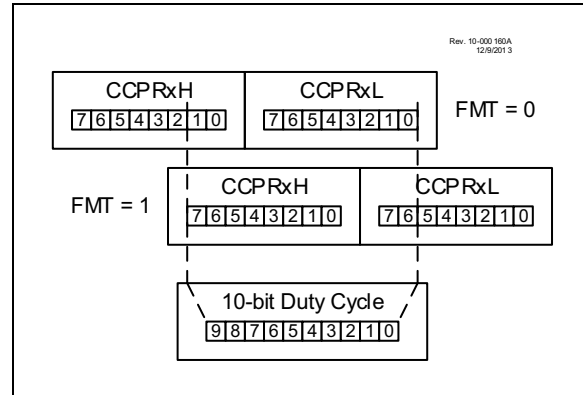 Rev. 10-000 160A
12/9/2013
CCPRxH CCPRxL
7 6 5 4 3 2 1 0 7 6 5 4 3 2 1 0 FMT = 0
CCPRxH CCPRxL
FMT = 1 7 6 5 4 3 2 1 0 7 6 5 4 3 2 1 0
10-bit Duty Cycle
9 8 7 6 5 4 3 2 1 0